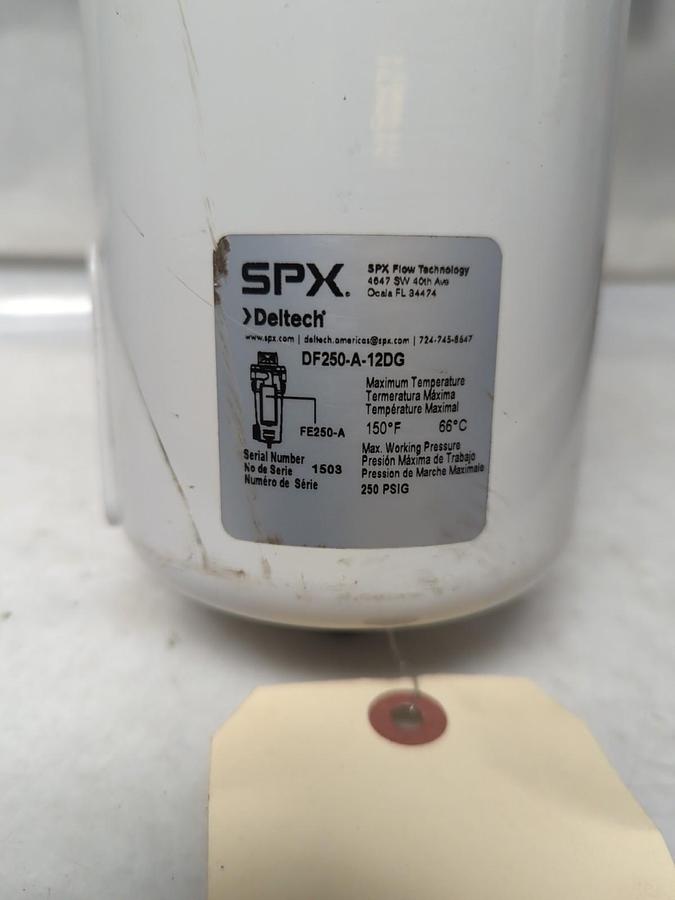 SPX.
SPX Flow Technology
4647 SW 40th Ave
Ocala FL 34474
Deltech
www.spx.com | deltech.americas@spx.com | 724-745-8647
DF250-A-12DG
FE250-A
Maximum Temperature
Termeratura Máxima
Température Maximal
150°F 66°C
Serial Number
No de Serie 1503
Numéro de Série
Max. Working Pressure
Presión Máxima de Trabajo
Pression de Marche Maximale
250 PSIG